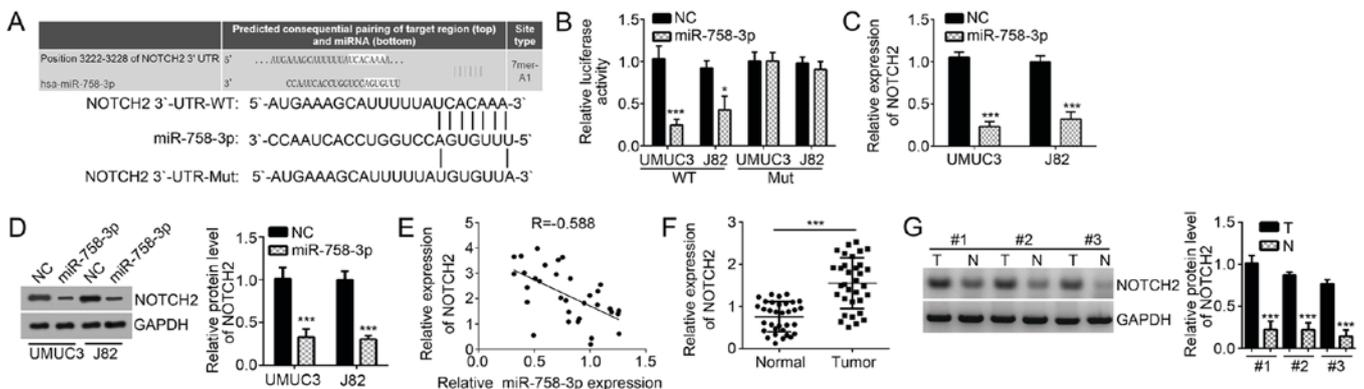 A
Predicted consequential pairing of target region (top) and miRNA (bottom)
Site type
Position 3222-3228 of NOTCH2 3' UTR 5' ...AUGAAAGCAUUUUUAUCACAAAA...
hsa-miR-758-3p 3' CCAAUCACCUGGUCCAGUGUUU
7mer-A1
NOTCH2 3`-UTR-WT: 5`-AUGAAAGCAUUUUUAUCACAAA-3`
miR-758-3p: 3`-CCAAUCACCUGGUCCAGUGUUU-5`
NOTCH2 3`-UTR-Mut: 5`-AUGAAAGCAUUUUUAUGUGUUA-3`
B
NC
miR-758-3p
Relative luciferase activity
1.5
1.0
0.5
0.0
***
*
UMUC3 J82 UMUC3 J82
WT Mut
C
NC
miR-758-3p
Relative expression of NOTCH2
1.5
1.0
0.5
0.0
***
***
UMUC3 J82
D
NC miR-758-3p NC miR-758-3p
NOTCH2
GAPDH
UMUC3 J82
NC
miR-758-3p
Relative protein level of NOTCH2
1.5
1.0
0.5
0.0
***
***
UMUC3 J82
E
R=-0.588
Relative expression of NOTCH2
5
4
3
2
1
0
0.0 0.5 1.0 1.5
Relative miR-758-3p expression
F
***
Relative expression of NOTCH2
3
2
1
0
Normal Tumor
G
#1 #2 #3
T N T N T N
NOTCH2
GAPDH
T
N
Relative protein level of NOTCH2
1.5
1.0
0.5
0.0
***
***
***
#1 #2 #3